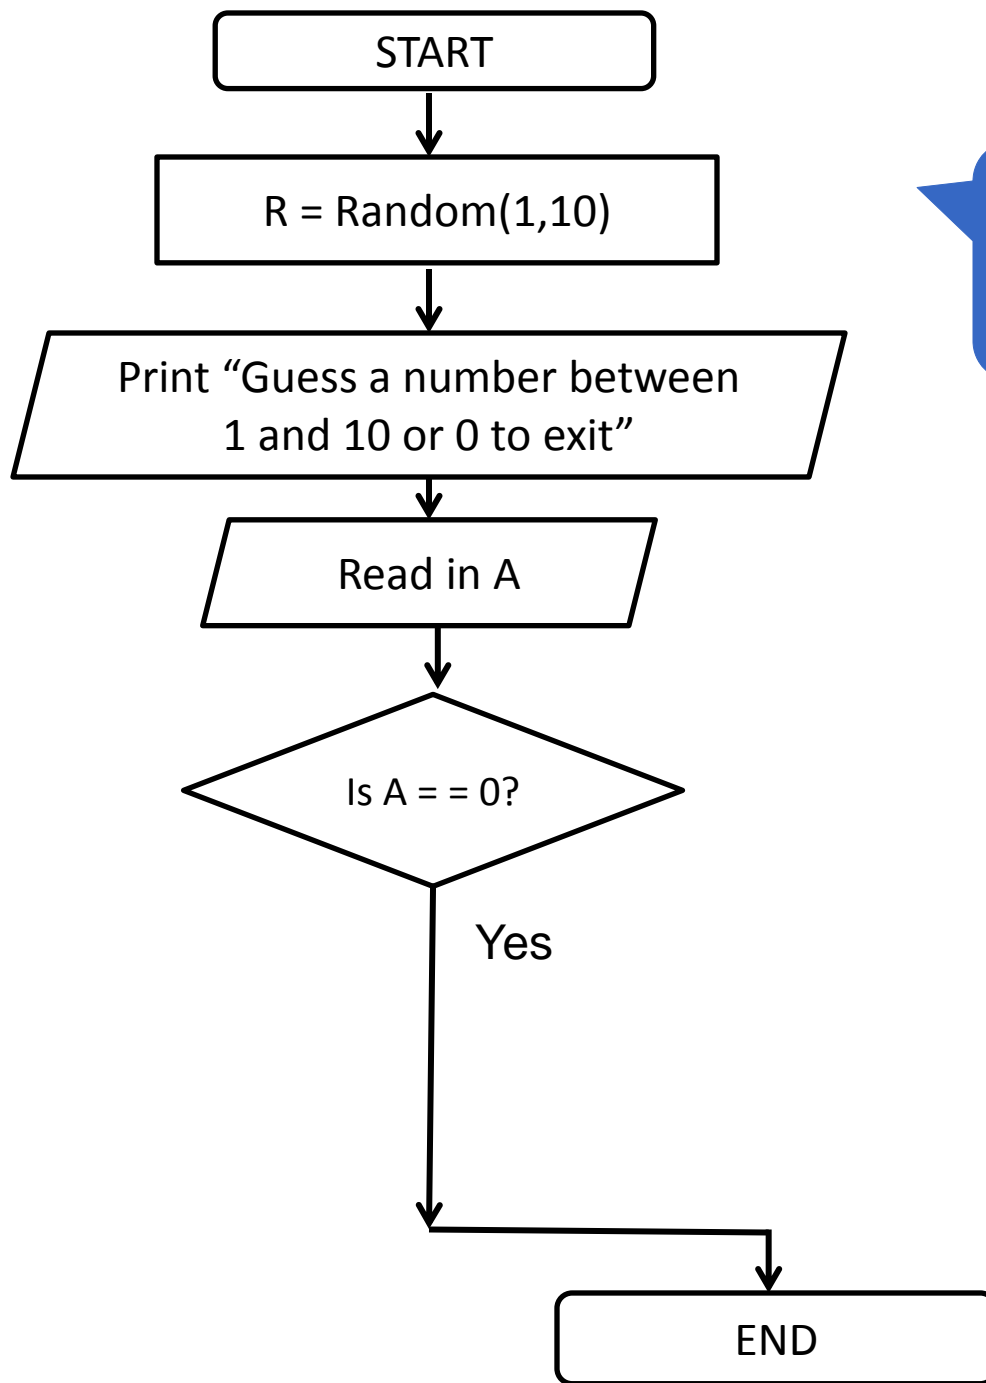 START
R = Random(1,10)
Print “Guess a number between
1 and 10 or 0 to exit”
Read in A
Is A = = 0?
Yes
END